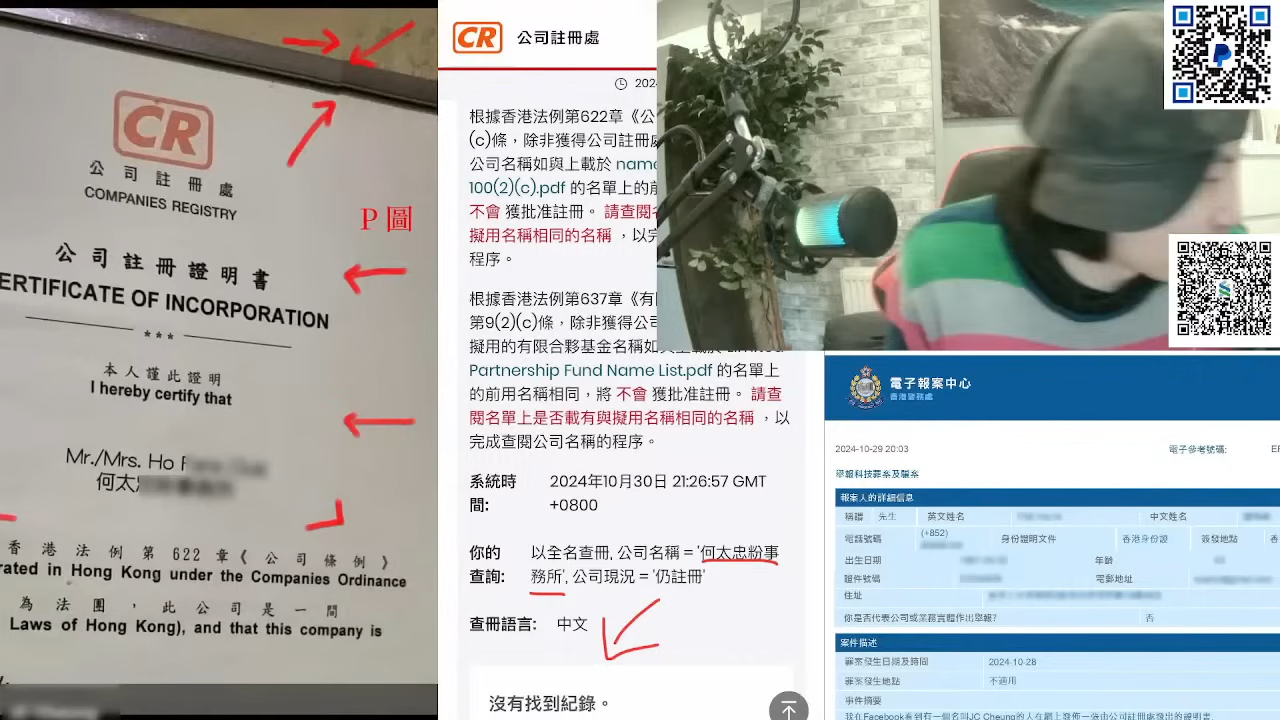 CR
公司註冊處
COMPANIES REGISTRY
P 圖
公司註冊證明書
ERTIFICATE OF INCORPORATION
***
本人謹此證明
I hereby certify that
Mr./Mrs. Ho
何太
香港法例第622章《公司條例》
rated in Hong Kong under the Companies Ordinance
為法團，此公司是一間
Laws of Hong Kong), and that this company is
CR 公司註冊處
202
根據香港法例第622章《公
(c)條，除非獲得公司註冊處
公司名稱如與上載於 name
100(2)(c).pdf 的名單上的前
不會 獲批准註冊。 請查閱名
擬用名稱相同的名稱 ，以完
程序。
根據香港法例第637章《有
第9(2)(c)條，除非獲得公司
擬用的有限合夥基金名稱如
Partnership Fund Name List.pdf 的名單上
的前用名稱相同，將 不會 獲批准註冊。 請查
閱名單上是否載有與擬用名稱相同的名稱 ，以
完成查閱公司名稱的程序。
系統時間: 2024年10月30日 21:26:57 GMT
+0800
你的查詢: 以全名查冊, 公司名稱 = '何太忠紛事
務所', 公司現況 = '仍註冊'
查冊語言: 中文
沒有找到紀錄。
電子報案中心
香港警務處
2024-10-29 20:03 電子參考號碼:
舉報科技罪案及騙案
報案人的詳細信息
稱謂 先生 英文姓名 中文姓名
電話號碼 (+852) 身份證明文件 香港身份證 簽發地點 香
出生日期 年齡
證件號碼 電郵地址
住址
你是否代表公司或業務實體作出舉報? 否
案件描述
罪案發生日期及時間 2024-10-28
罪案發生地點 不適用
事件摘要
我在Facebook看到有一個名叫JC Cheung的人在網上發佈一張由公司註冊處發出的證明書